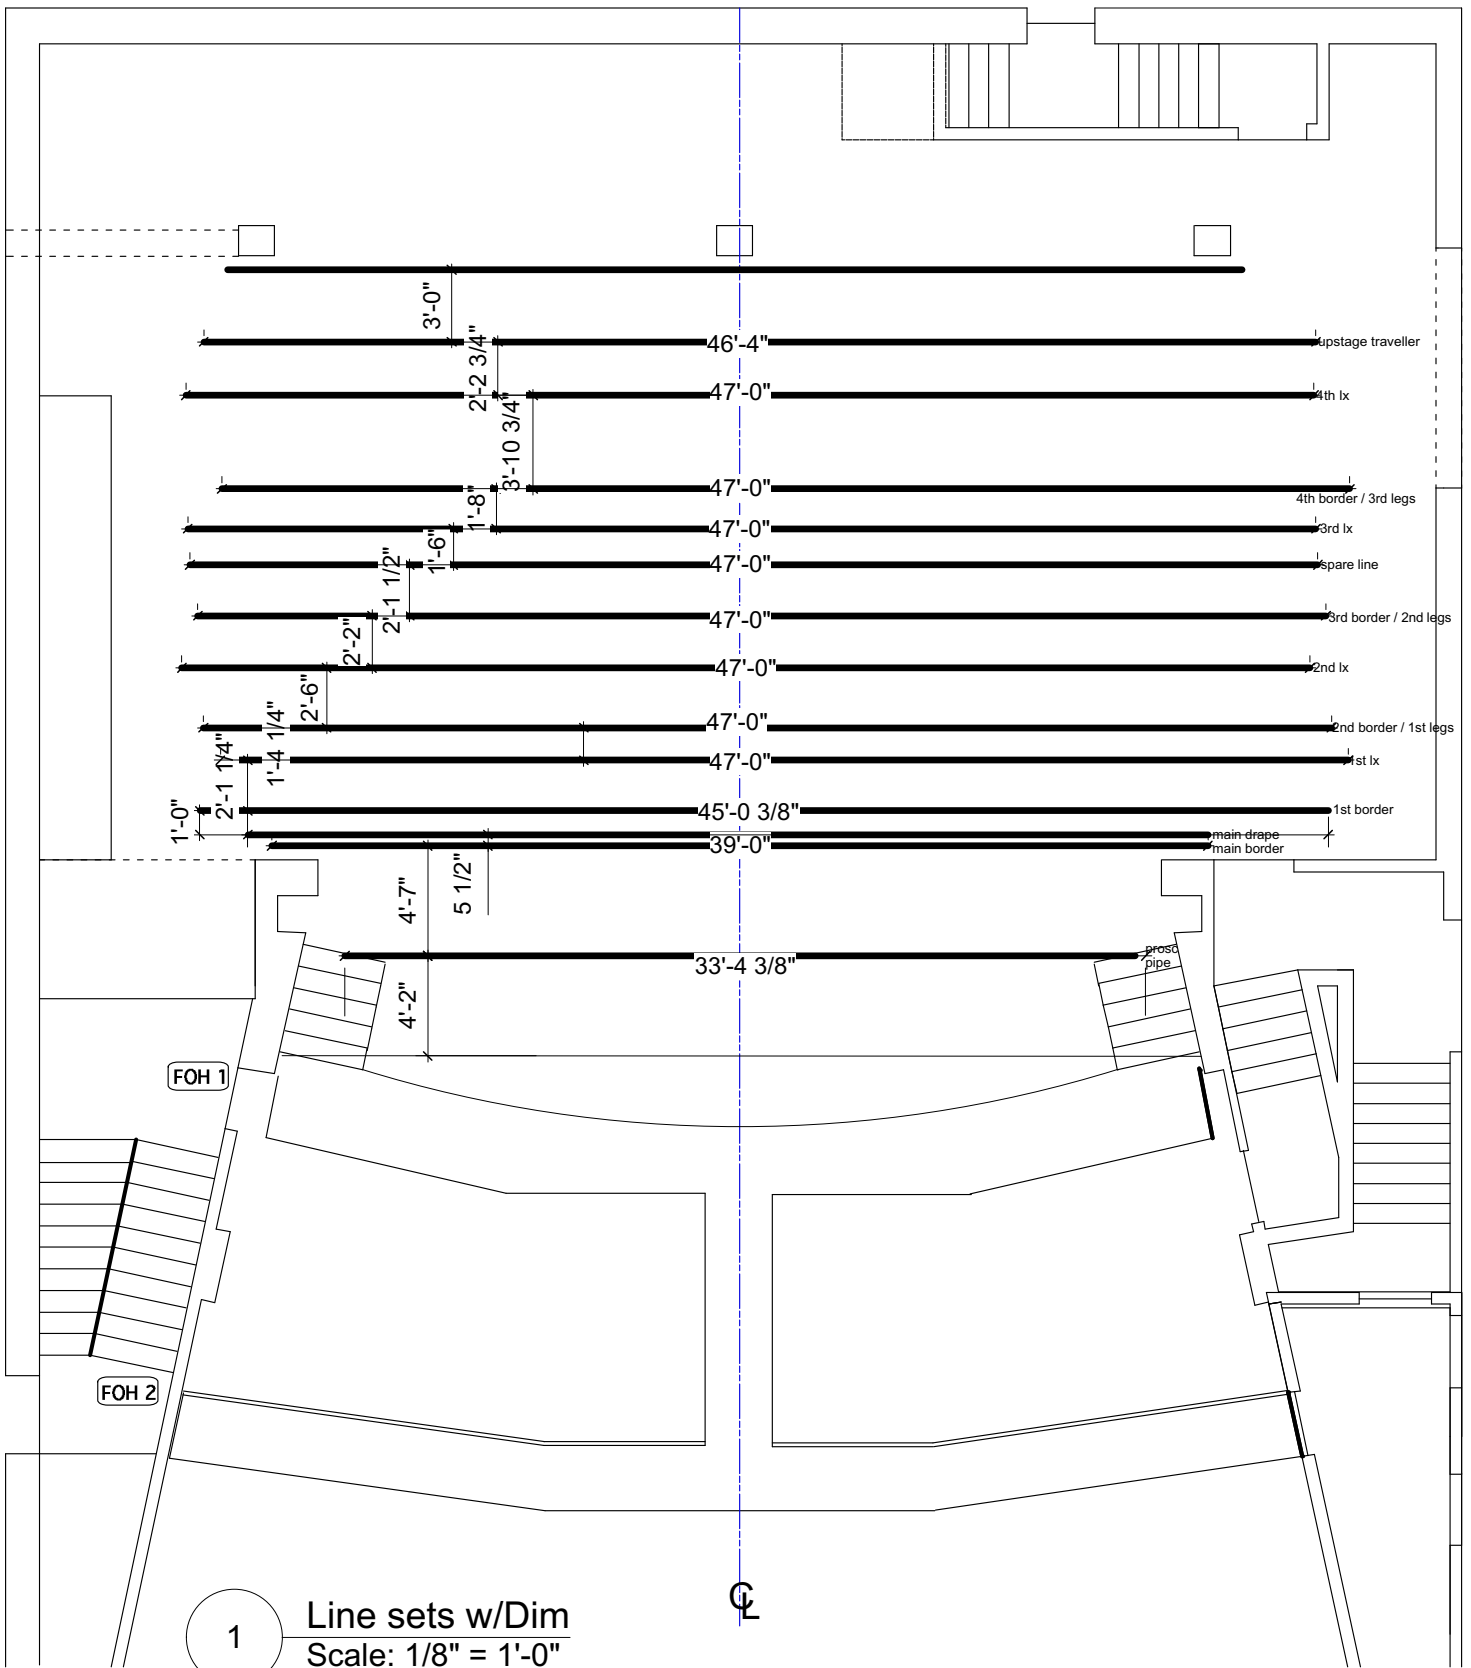 3'-0"
46'-4"
upstage traveller
2'-2 3/4"
47'-0"
4th lx
3'-10 3/4"
47'-0"
4th border / 3rd legs
1'-8"
47'-0"
3rd lx
1'-6"
47'-0"
spare line
2'-1 1/2"
47'-0"
3rd border / 2nd legs
2'-2"
47'-0"
2nd lx
2'-6"
47'-0"
2nd border / 1st legs
1'-4 1/4"
47'-0"
1st lx
2'-1 1/4"
45'-0 3/8"
1st border
1'-0"
main drape
39'-0"
main border
5 1/2"
4'-7"
33'-4 3/8"
prosc
pipe
4'-2"
FOH 1
FOH 2
CL
1
Line sets w/Dim
Scale: 1/8" = 1'-0"